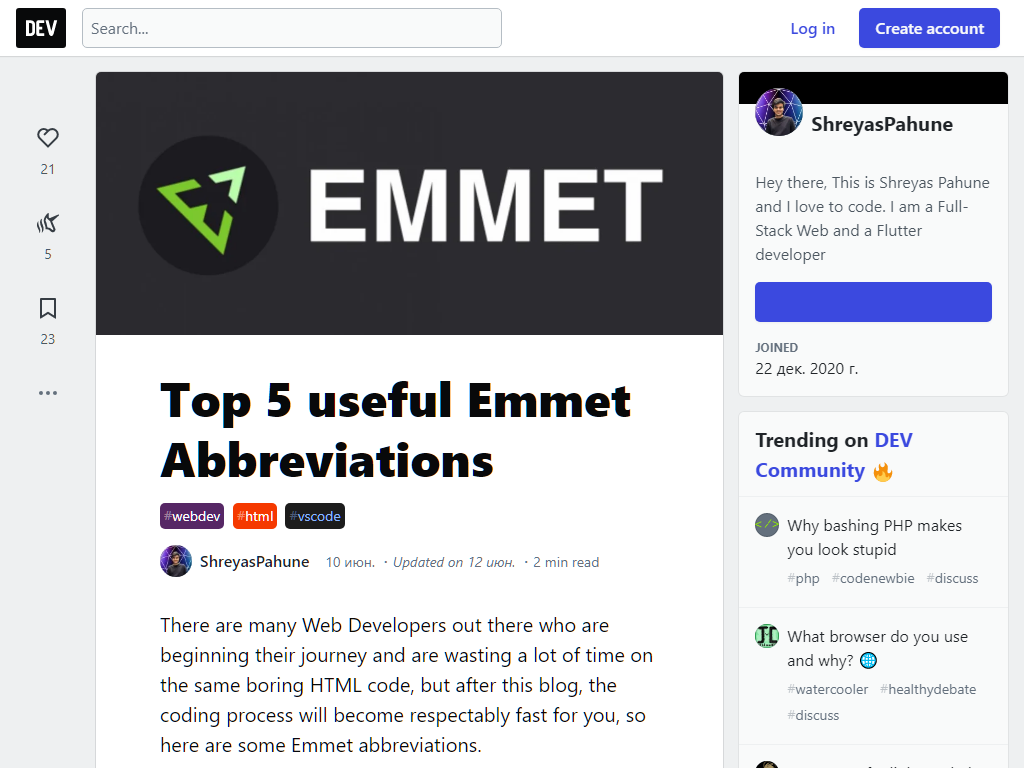 DEV
Search...
Log in
Create account
21
5
23
EMMET
Top 5 useful Emmet
Abbreviations
#webdev #html #vscode
ShreyasPahune 10 июн. · Updated on 12 июн. · 2 min read
There are many Web Developers out there who are
beginning their journey and are wasting a lot of time on
the same boring HTML code, but after this blog, the
coding process will become respectably fast for you, so
here are some Emmet abbreviations.
ShreyasPahune
Hey there, This is Shreyas Pahune
and I love to code. I am a Full-
Stack Web and a Flutter
developer
JOINED
22 дек. 2020 г.
Trending on DEV
Community 🔥
Why bashing PHP makes
you look stupid
#php #codenewbie #discuss
What browser do you use
and why? 🌐
#watercooler #healthydebate
#discuss